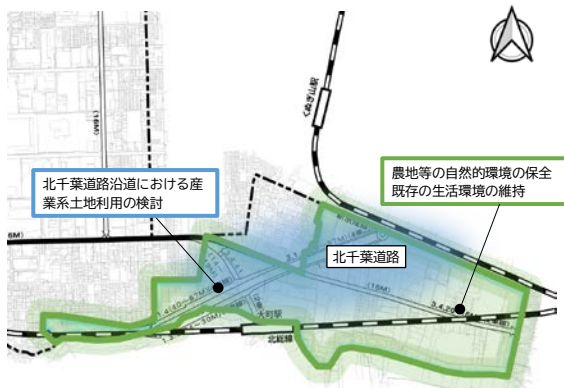 (16M)
くぬぎ山駅
北千葉道路沿道における産
業系土地利用の検討
農地等の自然的環境の保全
既存の生活環境の維持
6M)
北千葉道路
(18M)
大町駅
北総線